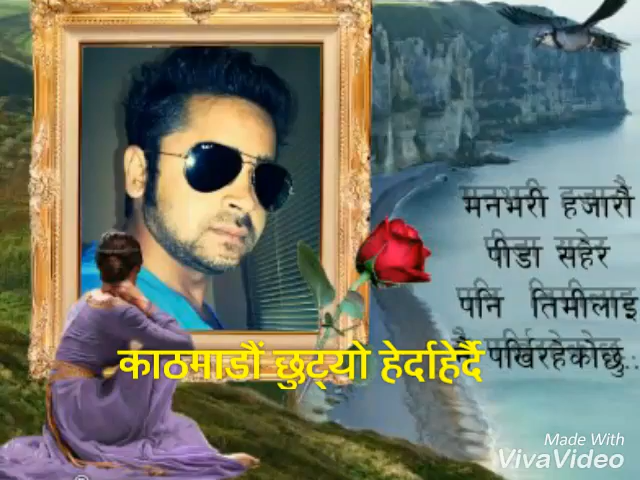 मनभरी हजारौ
पीडा सहेर
पनि तिमीलाइ
पर्खिरहेकोछु..
काठमाडौं छुट्यो हेर्दाहेर्दै
Made With
VivaVideo